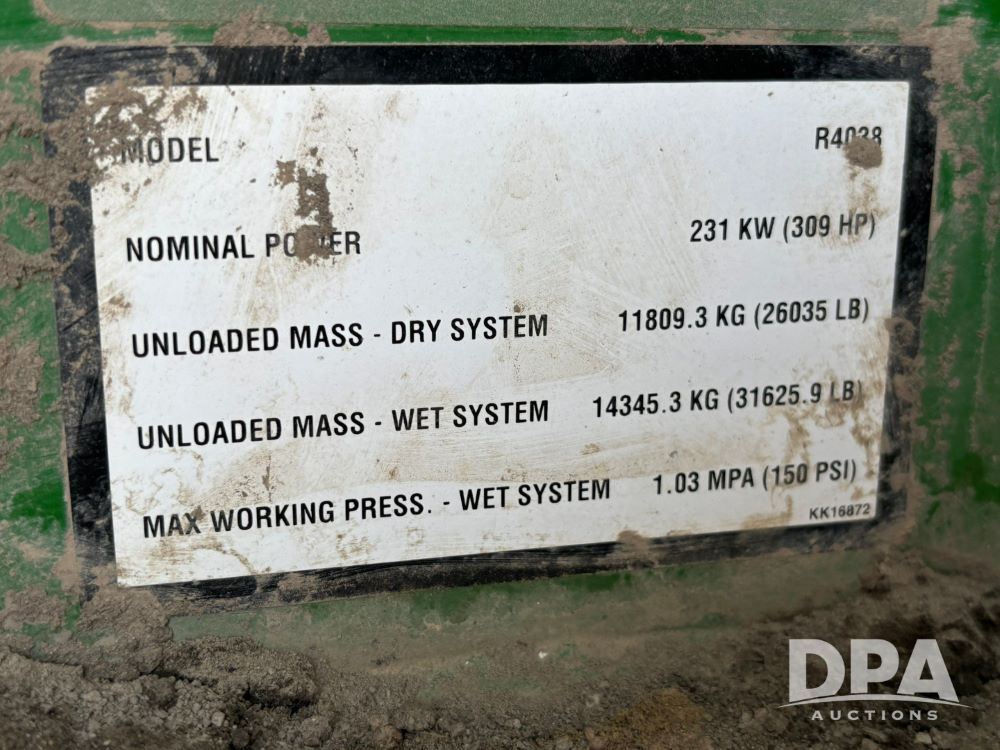 MODEL R4038
NOMINAL POWER 231 KW (309 HP)
UNLOADED MASS - DRY SYSTEM 11809.3 KG (26035 LB)
UNLOADED MASS - WET SYSTEM 14345.3 KG (31625.9 LB)
MAX WORKING PRESS. - WET SYSTEM 1.03 MPA (150 PSI)
KK16872
DPA
AUCTIONS